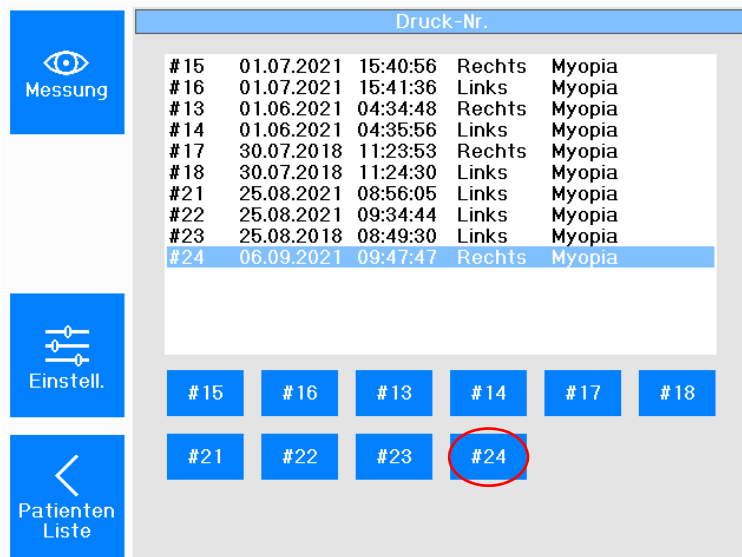 Druck-Nr.
Messung
#15 01.07.2021 15:40:56 Rechts Myopia
#16 01.07.2021 15:41:36 Links Myopia
#13 01.06.2021 04:34:48 Rechts Myopia
#14 01.06.2021 04:35:56 Links Myopia
#17 30.07.2018 11:23:53 Rechts Myopia
#18 30.07.2018 11:24:30 Links Myopia
#21 25.08.2021 08:56:05 Links Myopia
#22 25.08.2021 09:34:44 Links Myopia
#23 25.08.2018 08:49:30 Links Myopia
#24 06.09.2021 09:47:47 Rechts Myopia
Einstell.
#15 #16 #13 #14 #17 #18
#21 #22 #23 #24
Patienten
Liste